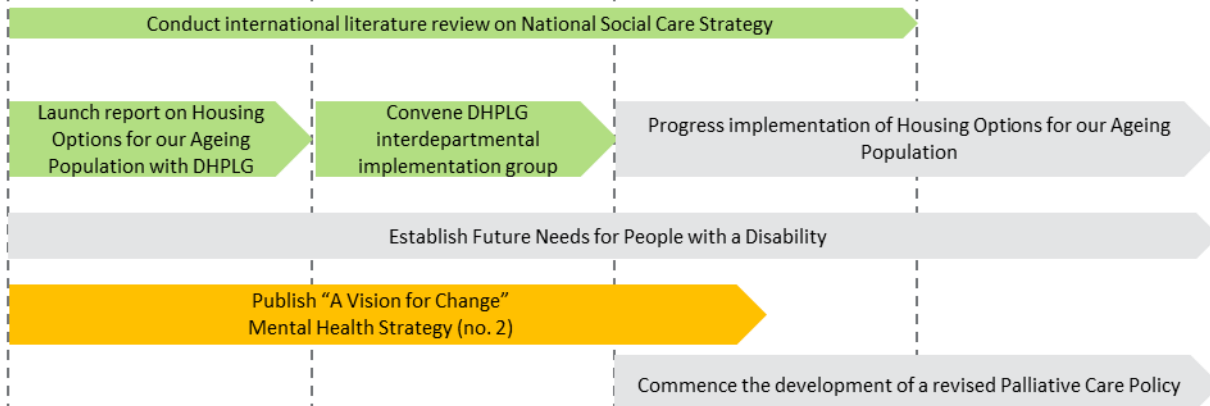 Conduct international literature review on National Social Care Strategy
Launch report on Housing
Options for our Ageing
Population with DHPLG
Convene DHPLG
interdepartmental
implementation group
Progress implementation of Housing Options for our Ageing
Population
Establish Future Needs for People with a Disability
Publish “A Vision for Change”
Mental Health Strategy (no. 2)
Commence the development of a revised Palliative Care Policy